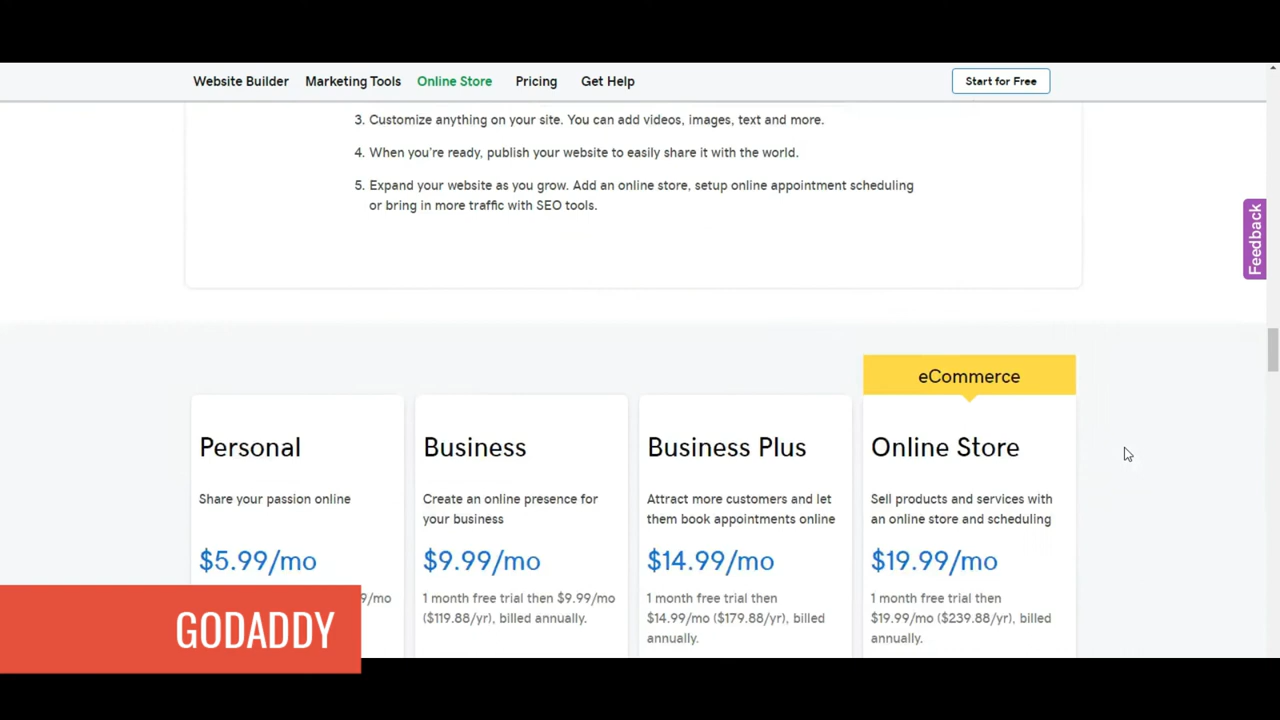 Website Builder Marketing Tools Online Store Pricing Get Help Start for Free
3. Customize anything on your site. You can add videos, images, text and more.
4. When you're ready, publish your website to easily share it with the world.
5. Expand your website as you grow. Add an online store, setup online appointment scheduling
or bring in more traffic with SEO tools.
Feedback
eCommerce
Personal
Share your passion online
$5.99/mo
9/mo
Business
Create an online presence for
your business
$9.99/mo
1 month free trial then $9.99/mo
($119.88/yr), billed annually.
Business Plus
Attract more customers and let
them book appointments online
$14.99/mo
1 month free trial then
$14.99/mo ($179.88/yr), billed
annually.
Online Store
Sell products and services with
an online store and scheduling
$19.99/mo
1 month free trial then
$19.99/mo ($239.88/yr), billed
annually.
GODADDY